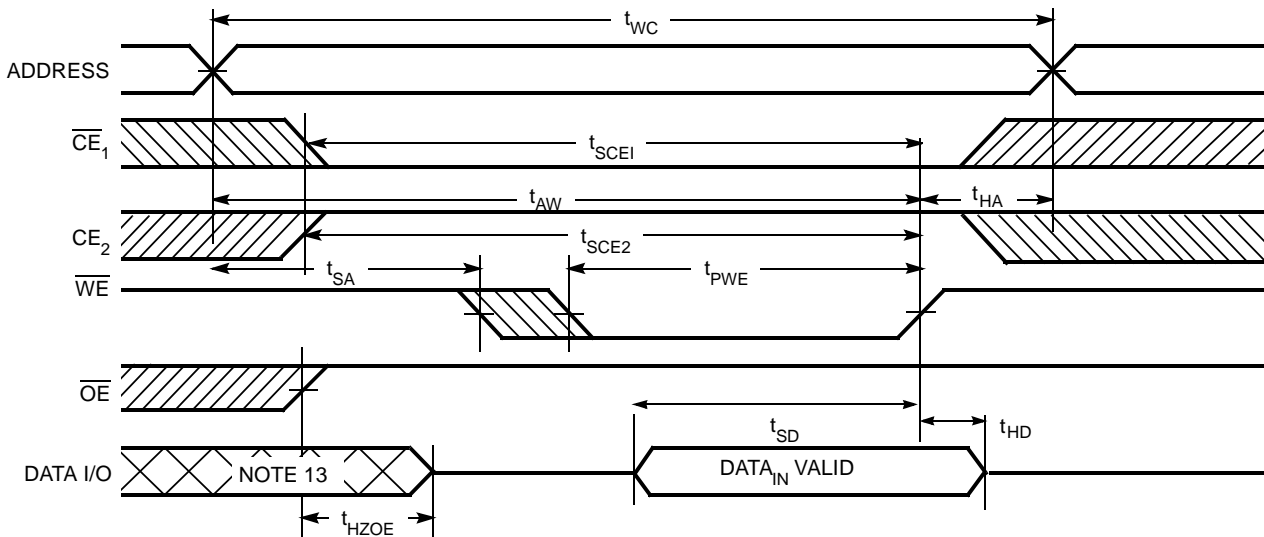 tWC
ADDRESS
CE1
tSCEI
tAW
tHA
CE2
tSCE2
tSA
tPWE
WE
OE
tSD
tHD
DATA I/O
NOTE 13
DATAIN VALID
tHZOE